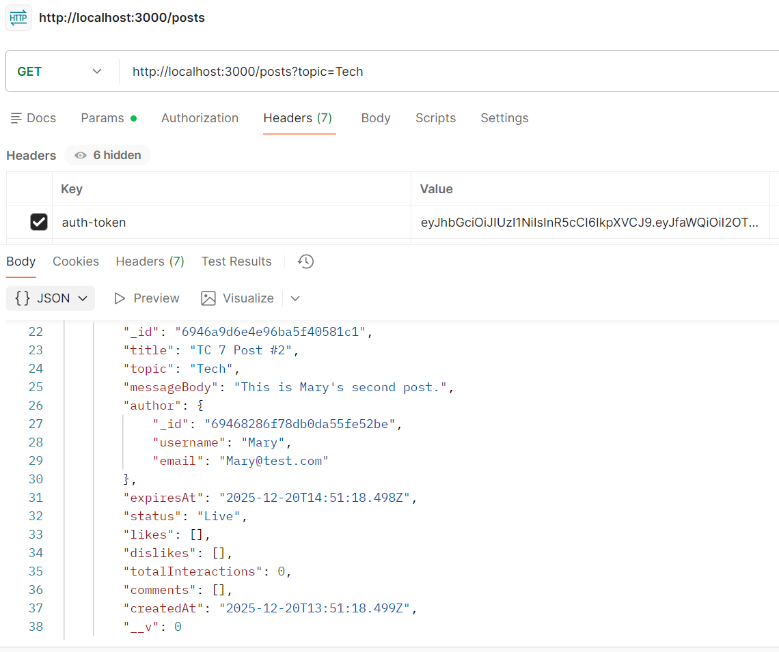 HTTP http://localhost:3000/posts
GET http://localhost:3000/posts?topic=Tech
Docs Params Authorization Headers (7) Body Scripts Settings
Headers 6 hidden
Key Value
auth-token eyJhbGciOiJIUzI1NiIsInR5cCI6IkpXVCJ9.eyJfaWQiOiI2OT...
Body Cookies Headers (7) Test Results
{} JSON Preview Visualize
22 "_id": "6946a9d6e4e96ba5f40581c1",
23 "title": "TC 7 Post #2",
24 "topic": "Tech",
25 "messageBody": "This is Mary's second post.",
26 "author": {
27 "_id": "69468286f78db0da55fe52be",
28 "username": "Mary",
29 "email": "Mary@test.com"
30 },
31 "expiresAt": "2025-12-20T14:51:18.498Z",
32 "status": "Live",
33 "likes": [],
34 "dislikes": [],
35 "totalInteractions": 0,
36 "comments": [],
37 "createdAt": "2025-12-20T13:51:18.499Z",
38 "__v": 0